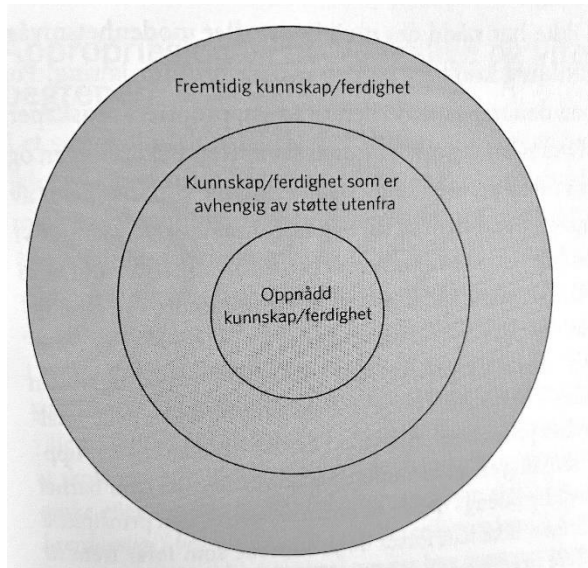 Fremtidig kunnskap/ferdighet
Kunnskap/ferdighet som er
avhengig av støtte utenfra
Oppnådd
kunnskap/ferdighet